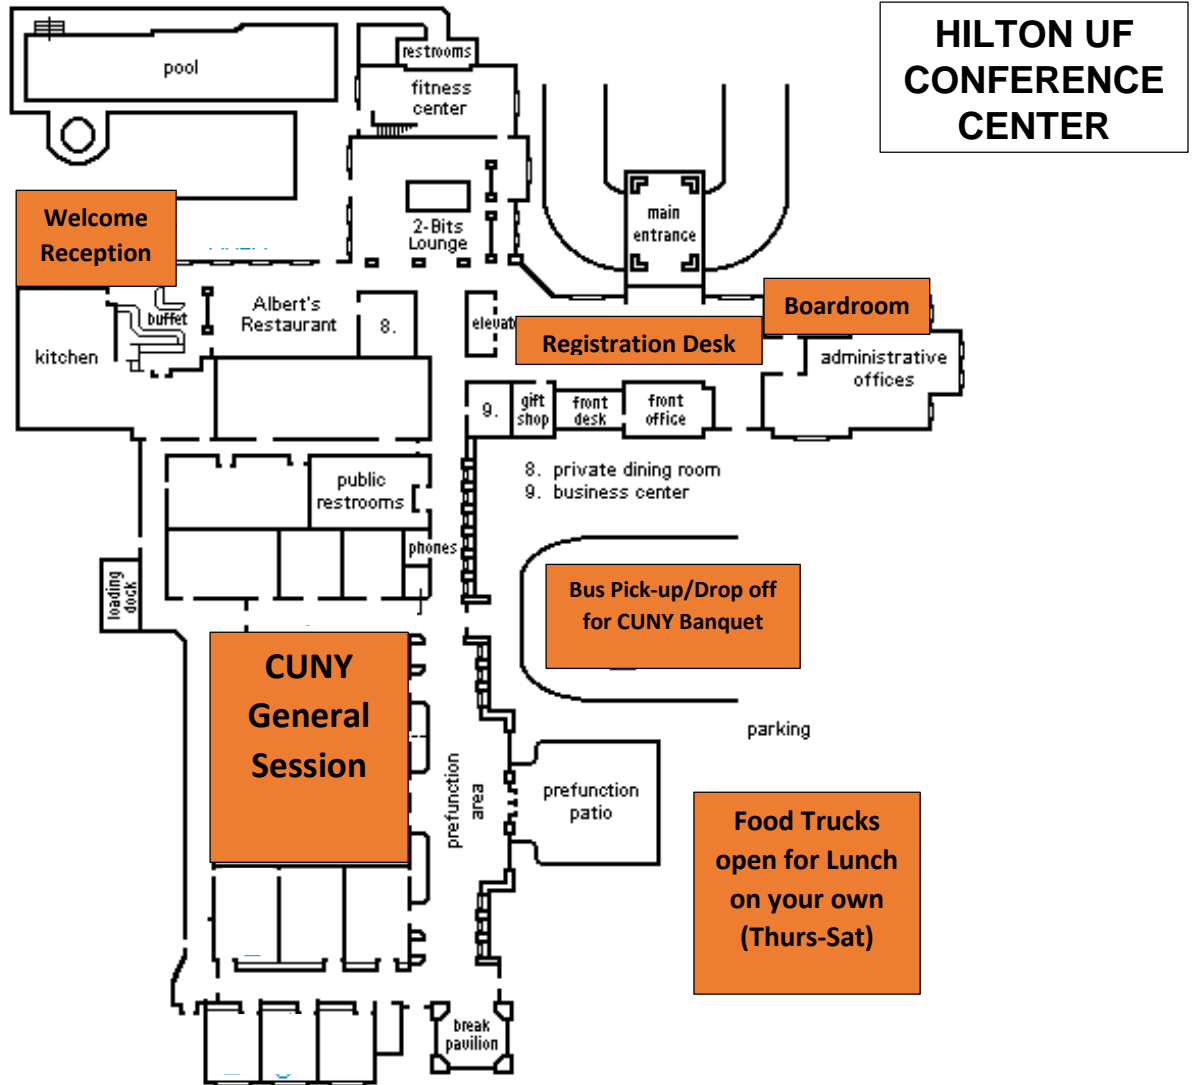 HILTON UF
CONFERENCE
CENTER
restrooms
pool
fitness
center
Welcome
Reception
2-Bits
Lounge
main
entrance
buffet
Albert's
Restaurant
8.
Boardroom
Registration Desk
kitchen
administrative
offices
9.
gift
shop
front
desk
front
office
8. private dining room
9. business center
public
restrooms
phones
loading
dock
Bus Pick-up/Drop off
for CUNY Banquet
CUNY
General
Session
parking
prefunction
area
prefunction
patio
Food Trucks
open for Lunch
on your own
(Thurs-Sat)
break
pavilion